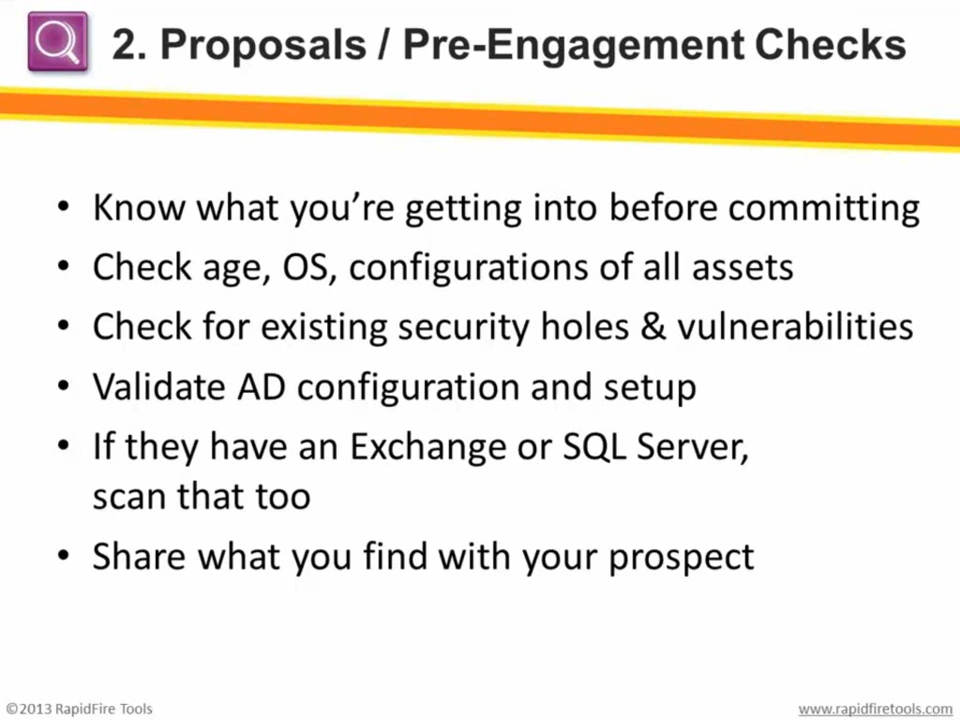 2. Proposals / Pre-Engagement Checks
• Know what you’re getting into before committing
• Check age, OS, configurations of all assets
• Check for existing security holes & vulnerabilities
• Validate AD configuration and setup
• If they have an Exchange or SQL Server,
scan that too
• Share what you find with your prospect
©2013 RapidFire Tools
www.rapidfiretools.com